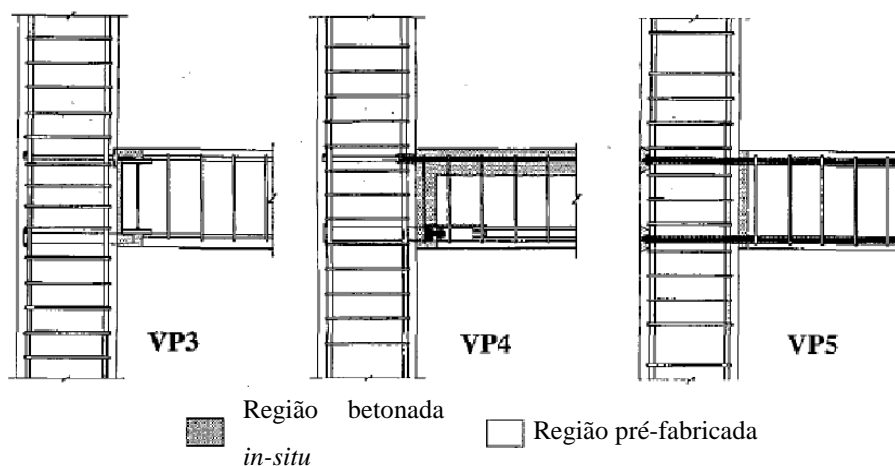 VP3
VP4
VP5
Região betonada
in-situ
Região pré-fabricada